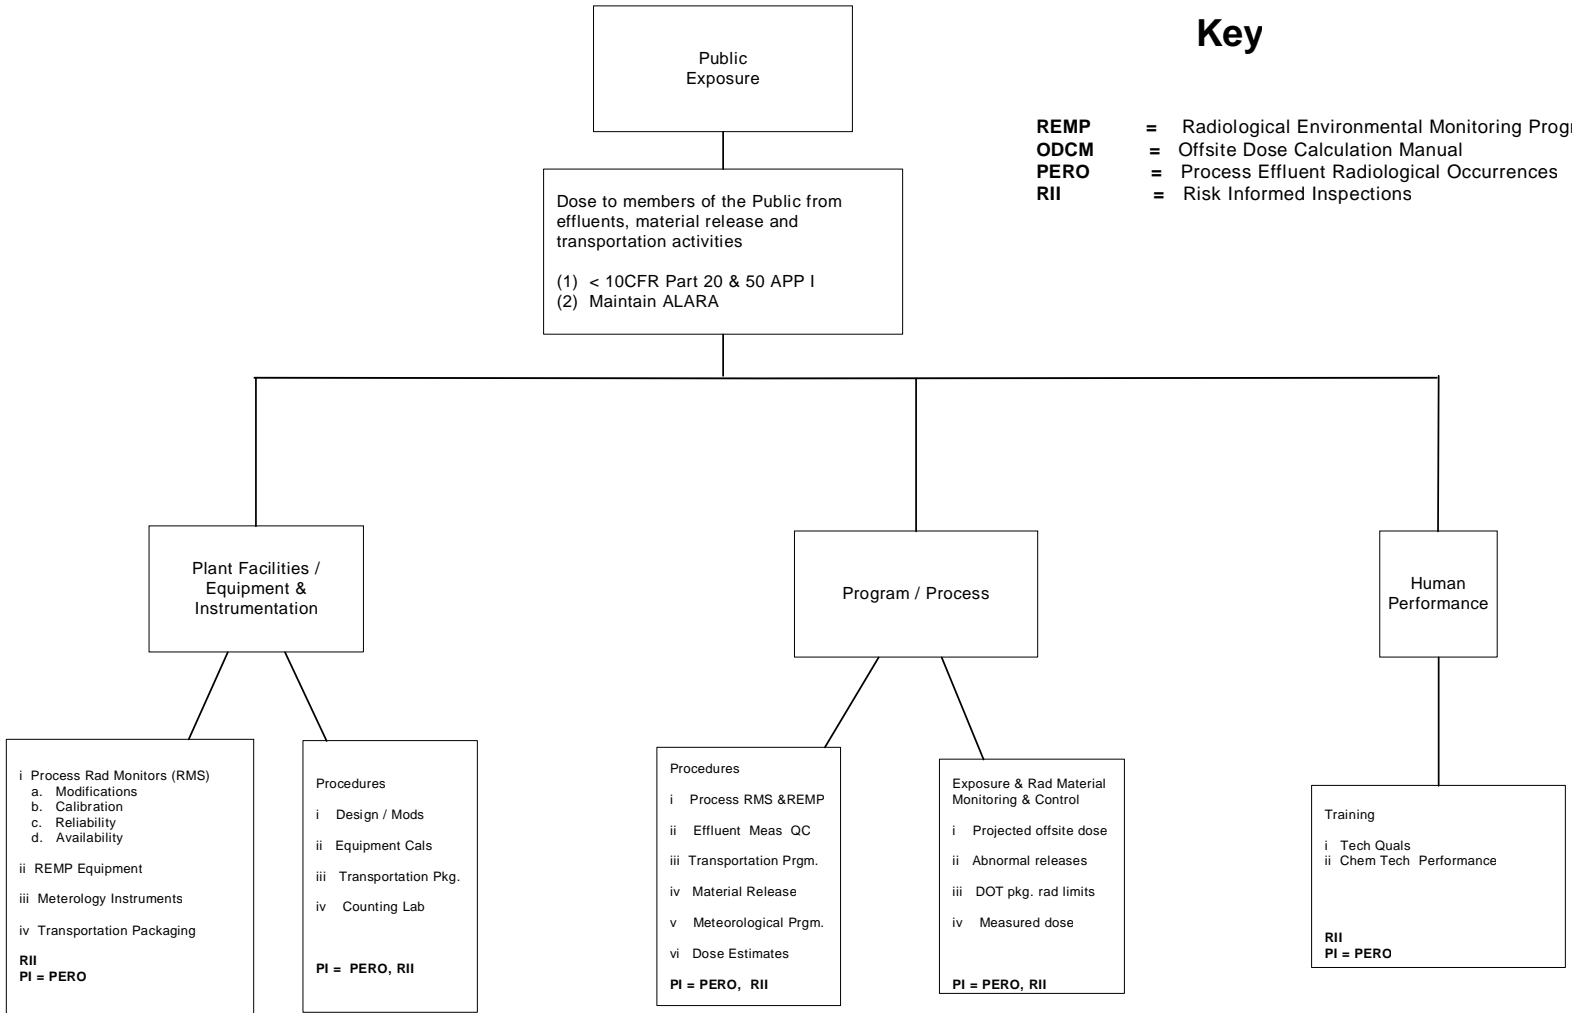 Key
Public
Exposure
REMP = Radiological Environmental Monitoring Progr
ODCM = Offsite Dose Calculation Manual
PERO = Process Effluent Radiological Occurrences
RII = Risk Informed Inspections
Dose to members of the Public from
effluents, material release and
transportation activities
(1) < 10CFR Part 20 & 50 APP I
(2) Maintain ALARA
Plant Facilities /
Equipment &
Instrumentation
Program / Process
Human
Performance
i Process Rad Monitors (RMS)
a. Modifications
b. Calibration
c. Reliability
d. Availability
ii REMP Equipment
iii Meterology Instruments
iv Transportation Packaging
RII
PI = PERO
Procedures
i Design / Mods
ii Equipment Cals
iii Transportation Pkg.
iv Counting Lab
PI = PERO, RII
Procedures
i Process RMS &REMP
ii Effluent Meas QC
iii Transportation Prgm.
iv Material Release
v Meteorological Prgm.
vi Dose Estimates
PI = PERO, RII
Exposure & Rad Material
Monitoring & Control
i Projected offsite dose
ii Abnormal releases
iii DOT pkg. rad limits
iv Measured dose
PI = PERO, RII
Training
i Tech Quals
ii Chem Tech Performance
RII
PI = PERO